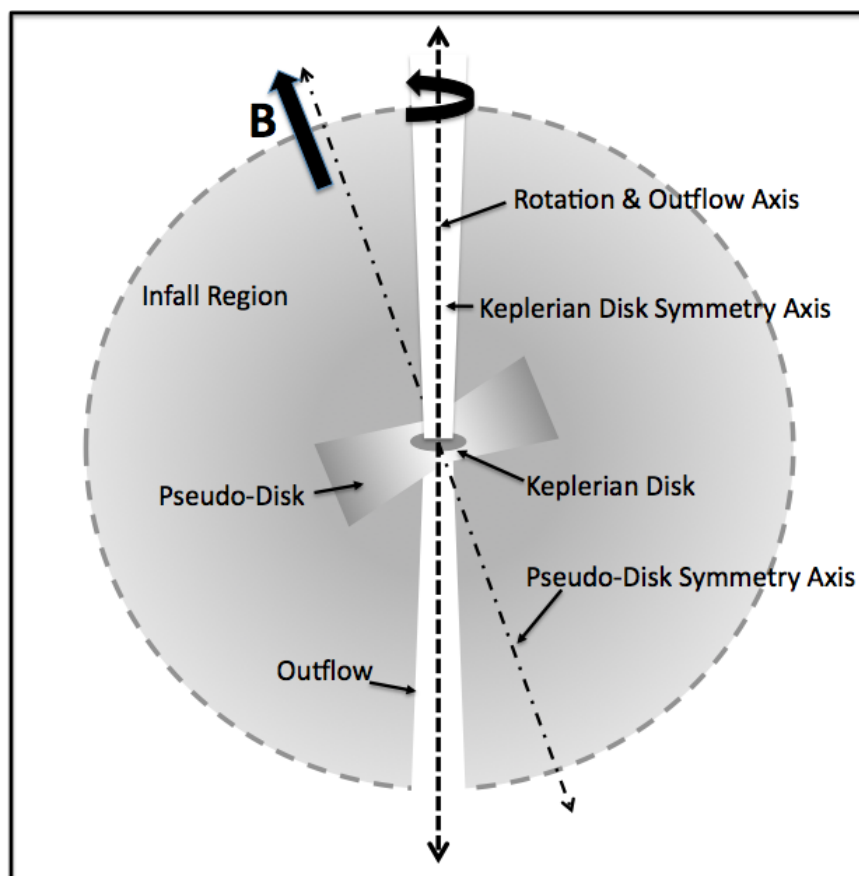 B
Rotation & Outflow Axis
Infall Region
Keplerian Disk Symmetry Axis
Pseudo-Disk
Keplerian Disk
Pseudo-Disk Symmetry Axis
Outflow